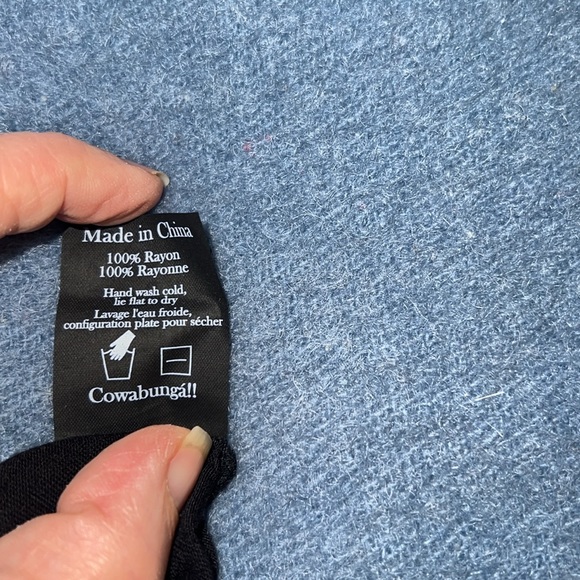 Made in China
100% Rayon
100% Rayonne
Hand wash cold,
lie flat to dry
Lavage l'eau froide,
configuration plate pour sécher
Cowabungá!!